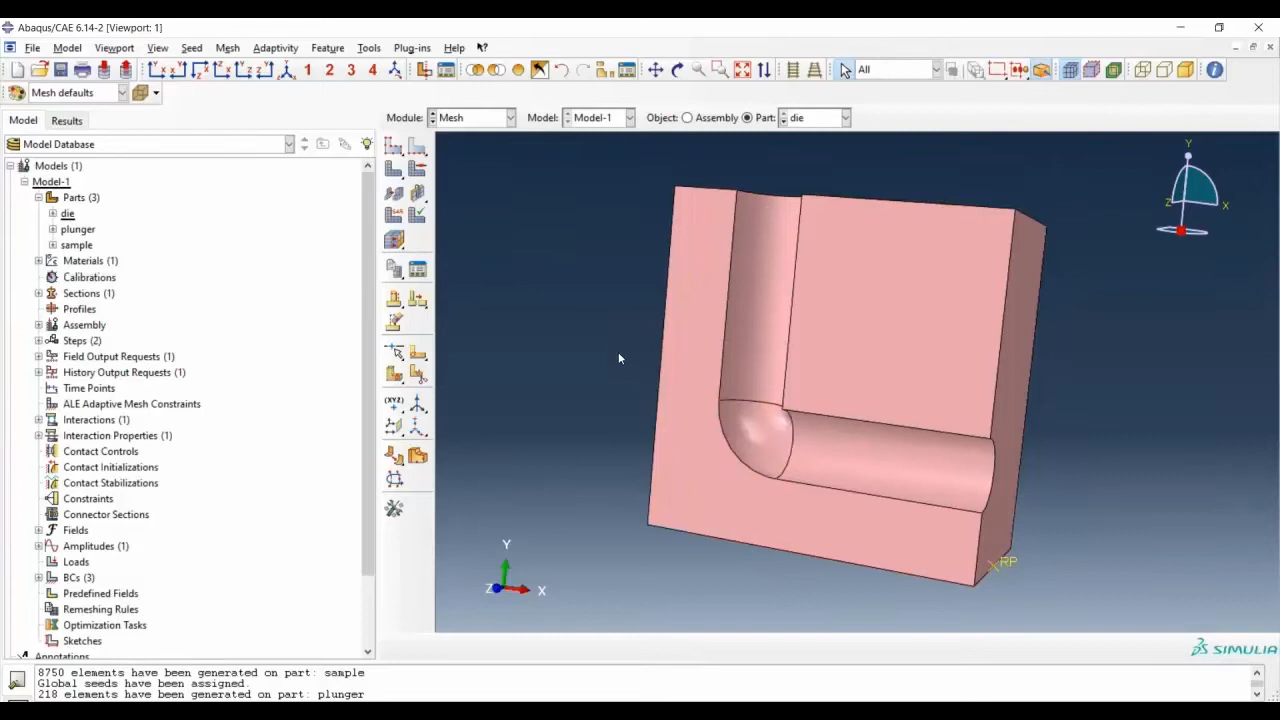 Abaqus/CAE 6.14-2 [Viewport: 1]
File Model Viewport View Seed Mesh Adaptivity Feature Tools Plug-ins Help
1 2 3 4 All
Mesh defaults
Model Results Module: Mesh Model: Model-1 Object: Assembly Part: die
Model Database
Models (1)
Model-1
Parts (3)
die
plunger
sample
Materials (1)
Calibrations
Sections (1)
Profiles
Assembly
Steps (2)
Field Output Requests (1)
History Output Requests (1)
Time Points
ALE Adaptive Mesh Constraints
Interactions (1)
Interaction Properties (1)
Contact Controls
Contact Initializations
Contact Stabilizations
Constraints
Connector Sections
Fields
Amplitudes (1)
Loads
BCs (3)
Predefined Fields
Remeshing Rules
Optimization Tasks
Sketches
Annotations
(XYZ)
Y
Z X
RP
Y
Z X
SIMULIA
8750 elements have been generated on part: sample
Global seeds have been assigned.
218 elements have been generated on part: plunger